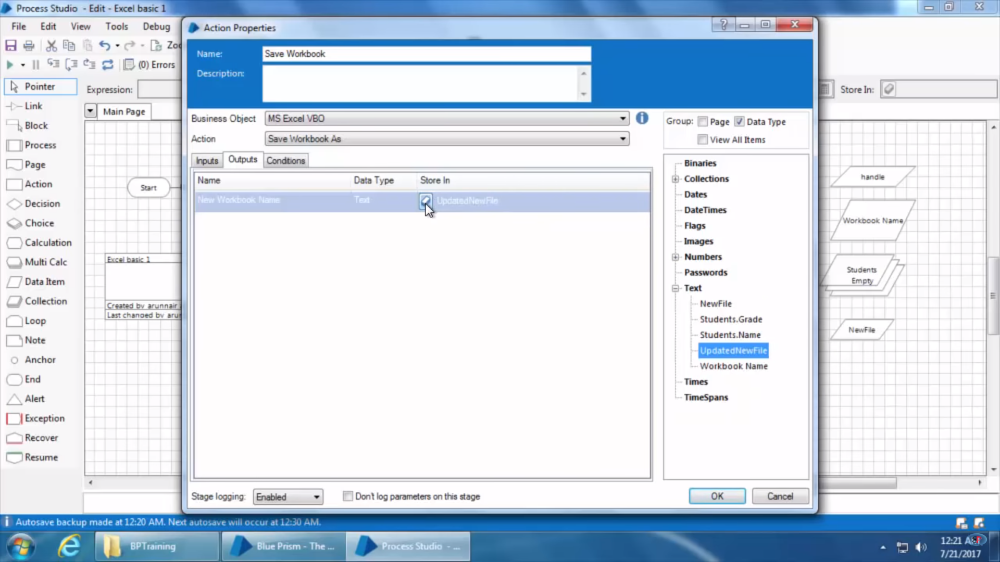 Process Studio - Edit - Excel basic 1
File Edit View Tools Debug
(0) Errors
Pointer
Link
Block
Process
Page
Action
Decision
Choice
Calculation
Multi Calc
Data Item
Collection
Loop
Note
Anchor
End
Alert
Exception
Recover
Resume
Expression:
Store In:
Main Page
Start
Excel basic 1
Created by arunnair
handle
Workbook Name
Students
Empty
NewFile
Action Properties
Name: Save Workbook
Description:
Business Object MS Excel VBO
Action Save Workbook As
Inputs Outputs Conditions
Name Data Type Store In
New Workbook Name Text UpdatedNewFile
Group: Page Data Type
View All Items
Binaries
Collections
Dates
DateTimes
Flags
Images
Numbers
Passwords
Text
NewFile
Students.Grade
Students.Name
UpdatedNewFile
Workbook Name
Times
TimeSpans
Stage logging: Enabled Don't log parameters on this stage
OK Cancel
Autosave backup made at 12:20 AM. Next autosave will occur at 12:30 AM.
BPTraining
Blue Prism - The ...
Process Studio - ...
12:21 AM
7/21/2017